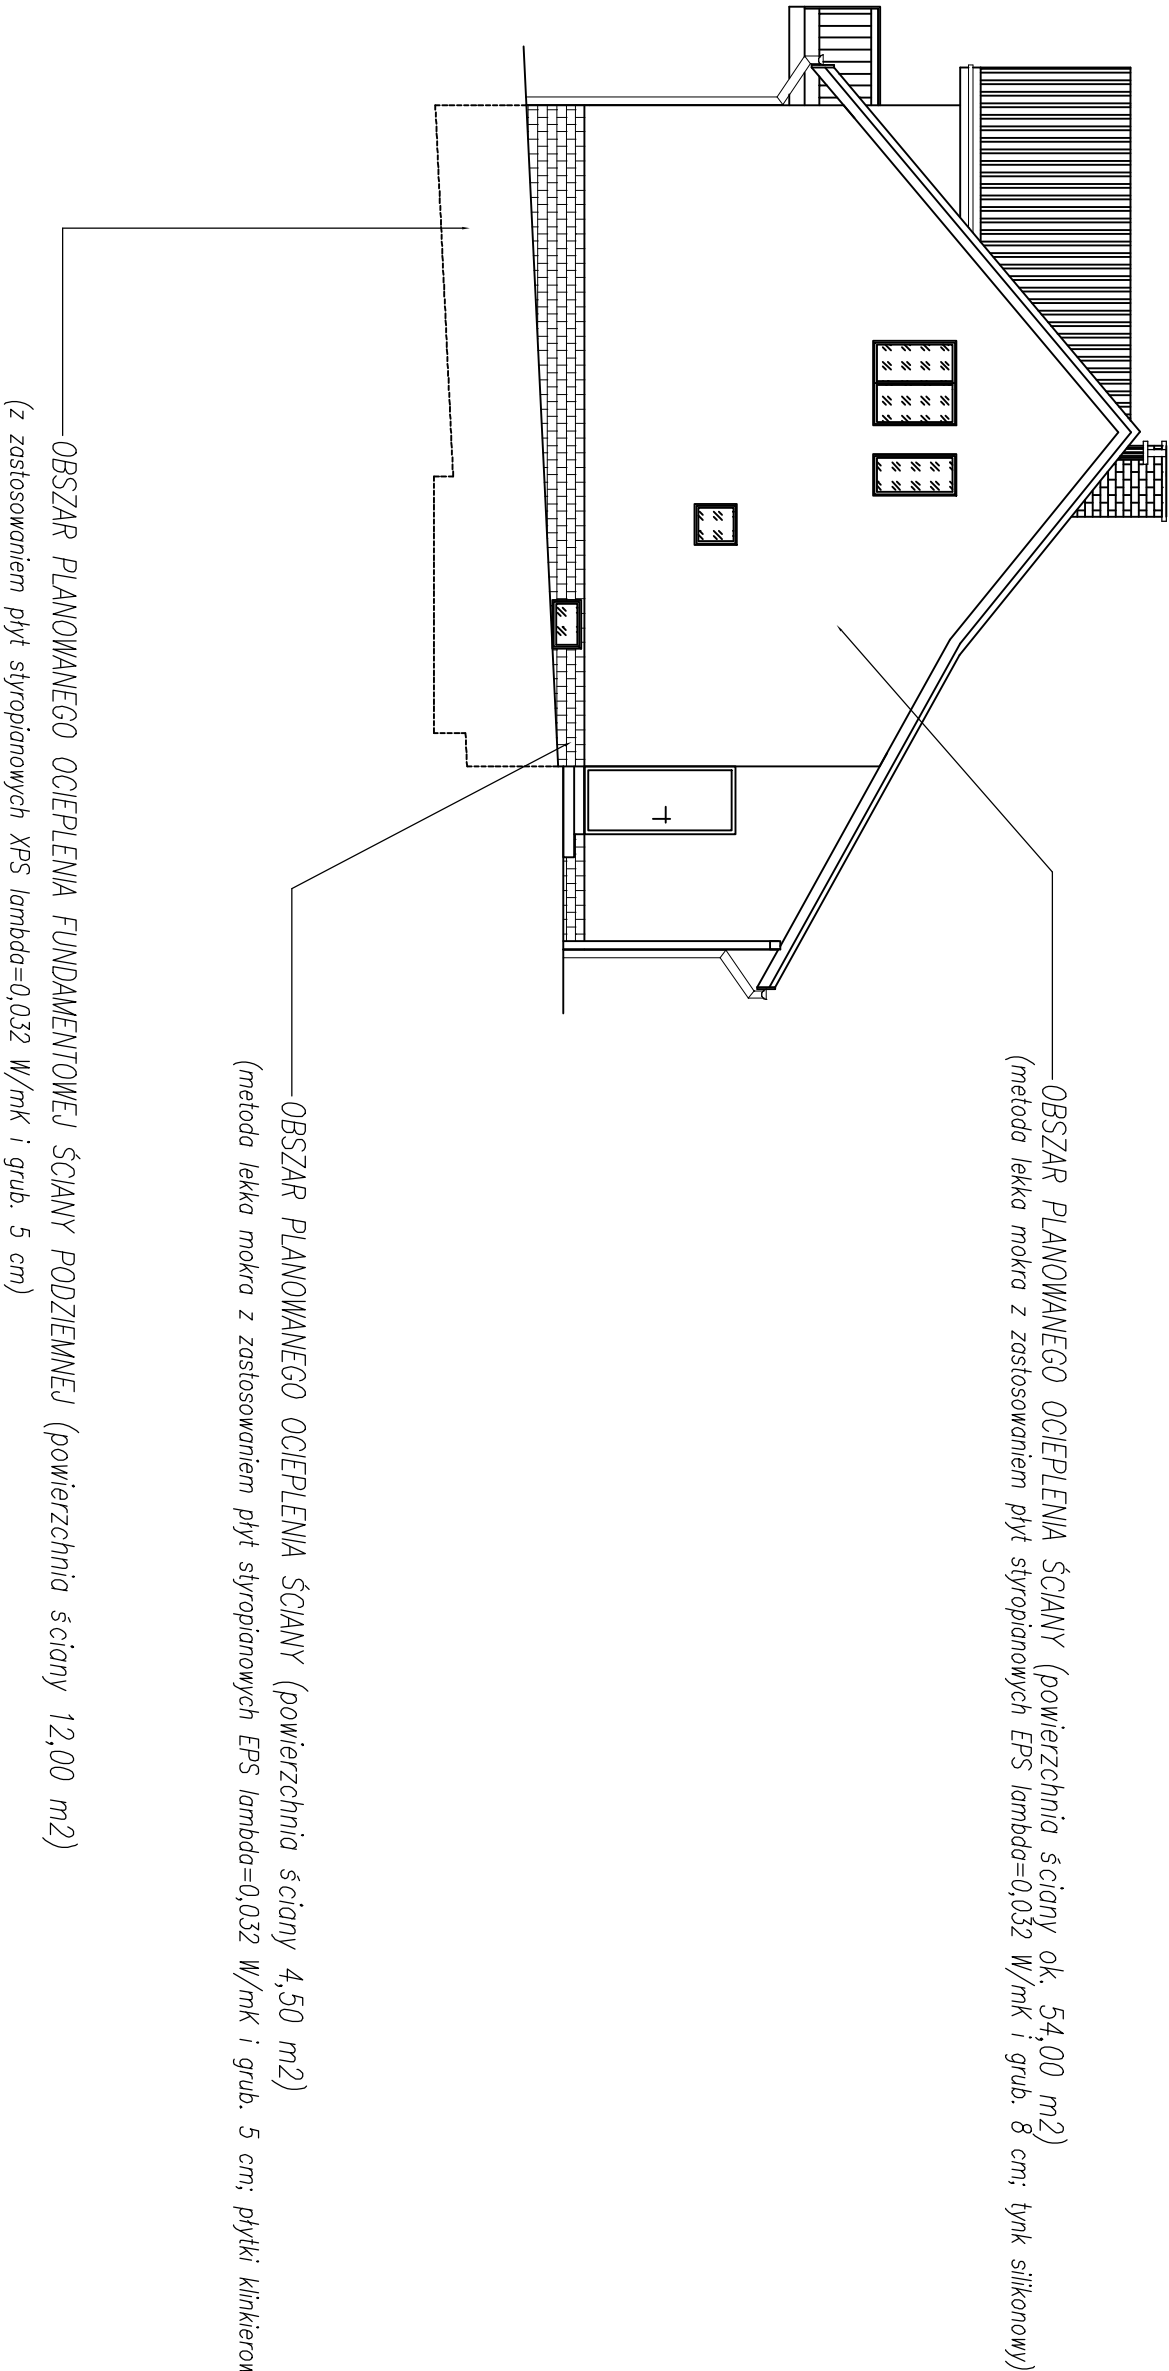 OBSZAR PLANOWANEGO OCIEPLENIA ŚCIANY (powierzchnia ściany ok. 54,00 m2)
(metoda lekka mokra z zastosowaniem płyt styropianowych EPS lambda=0,032 W/mK i grub. 8 cm; tynk silikonowy)
OBSZAR PLANOWANEGO OCIEPLENIA ŚCIANY (powierzchnia ściany 4,50 m2)
(metoda lekka mokra z zastosowaniem płyt styropianowych EPS lambda=0,032 W/mK i grub. 5 cm; płytki
OBSZAR PLANOWANEGO OCIEPLENIA FUNDAMENTOWEJ ŚCIANY PODZIEMNEJ (powierzchnia ściany 12,00 m2)
(z zastosowaniem płyt styropianowych XPS lambda=0,032 W/mK i grub. 5 cm)